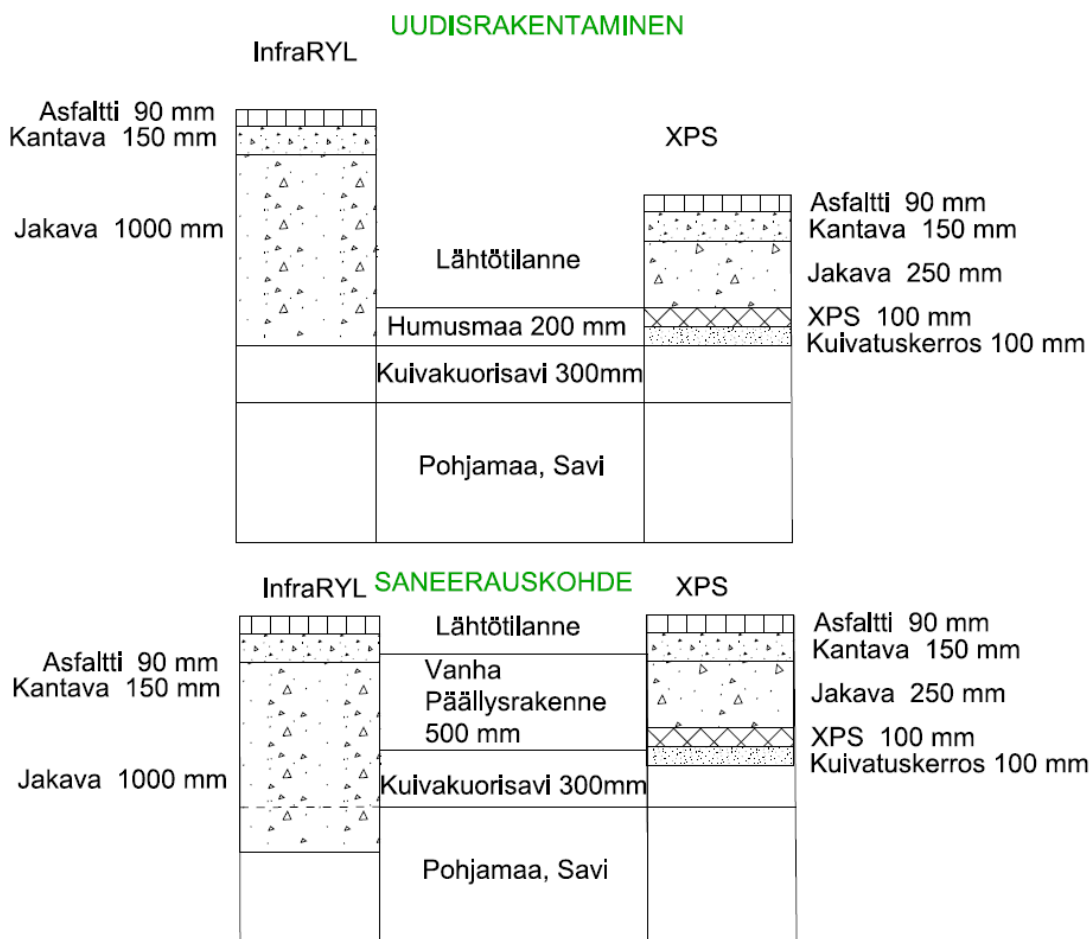 UUDISRAKENTAMINEN
InfraRYL
Asfaltti 90 mm
Kantava 150 mm
Jakava 1000 mm
XPS
Lähtötilanne
Humusmaa 200 mm
Kuivakuorisavi 300mm
Pohjamaa, Savi
Asfaltti 90 mm
Kantava 150 mm
Jakava 250 mm
XPS 100 mm
Kuivatuskerros 100 mm
SANEERAUSKOHDE
InfraRYL
XPS
Asfaltti 90 mm
Kantava 150 mm
Jakava 1000 mm
Lähtötilanne
Vanha
Päällysrakenne
500 mm
Kuivakuorisavi 300mm
Pohjamaa, Savi
Asfaltti 90 mm
Kantava 150 mm
Jakava 250 mm
XPS 100 mm
Kuivatuskerros 100 mm